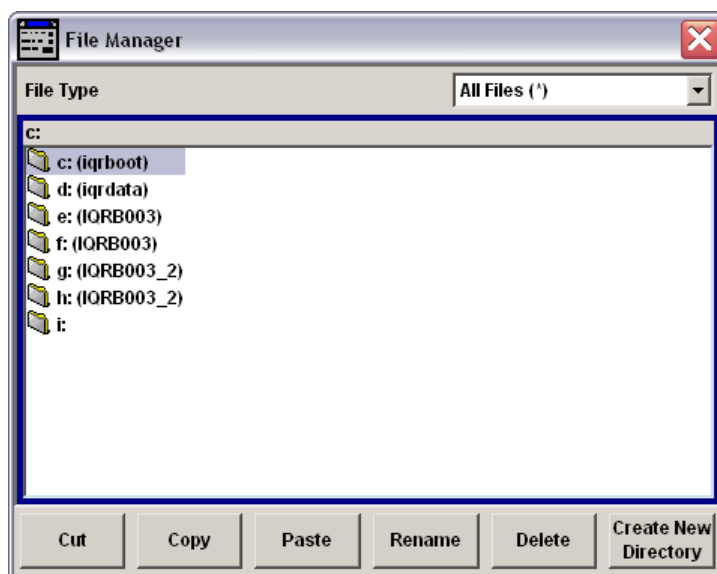 File Manager
File Type
All Files (*)
c:
c: (iqrboot)
d: (iqrdata)
e: (IQRB003)
f: (IQRB003)
g: (IQRB003_2)
h: (IQRB003_2)
i:
Cut
Copy
Paste
Rename
Delete
Create New
Directory